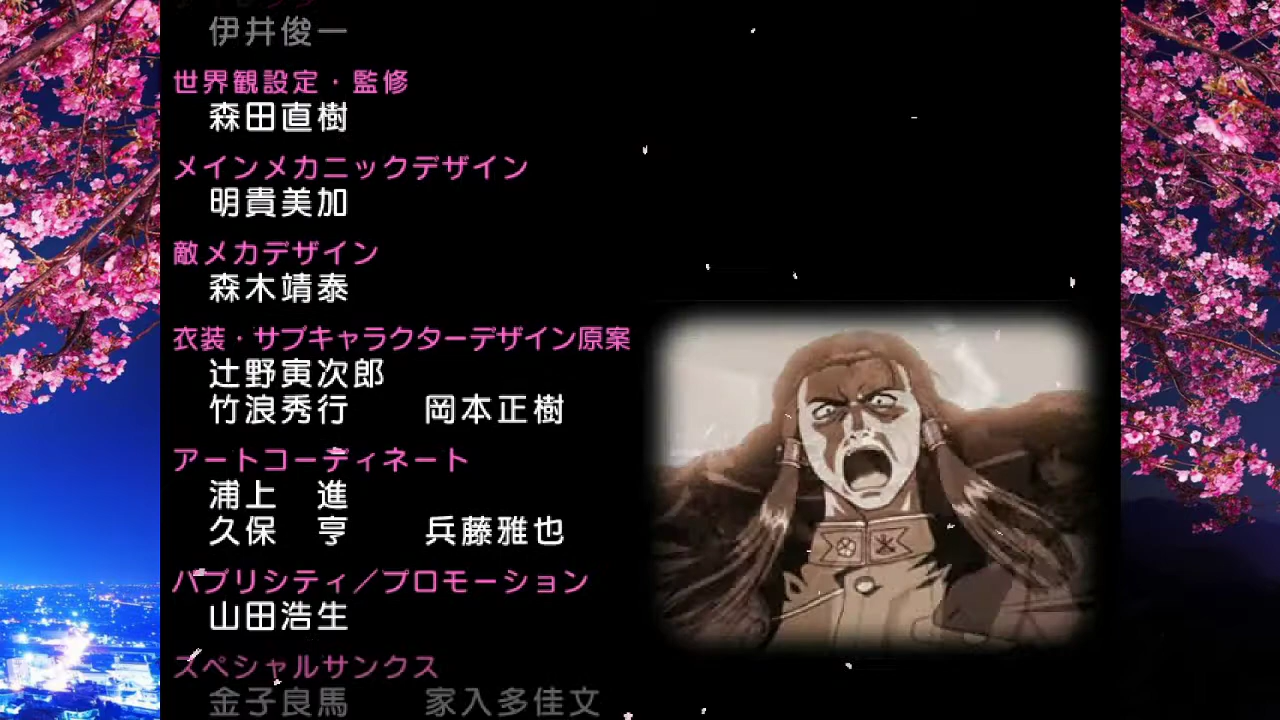 伊井俊一
世界観設定・監修
森田直樹
メインメカニックデザイン
明貴美加
敵メカデザイン
森木靖泰
衣装・サブキャラクターデザイン原案
辻野寅次郎
竹浪秀行　　岡本正樹
アートコーディネート
浦上　進
久保　亨　　兵藤雅也
パブリシティ／プロモーション
山田浩生
スペシャルサンクス
金子良馬　　家入多佳文